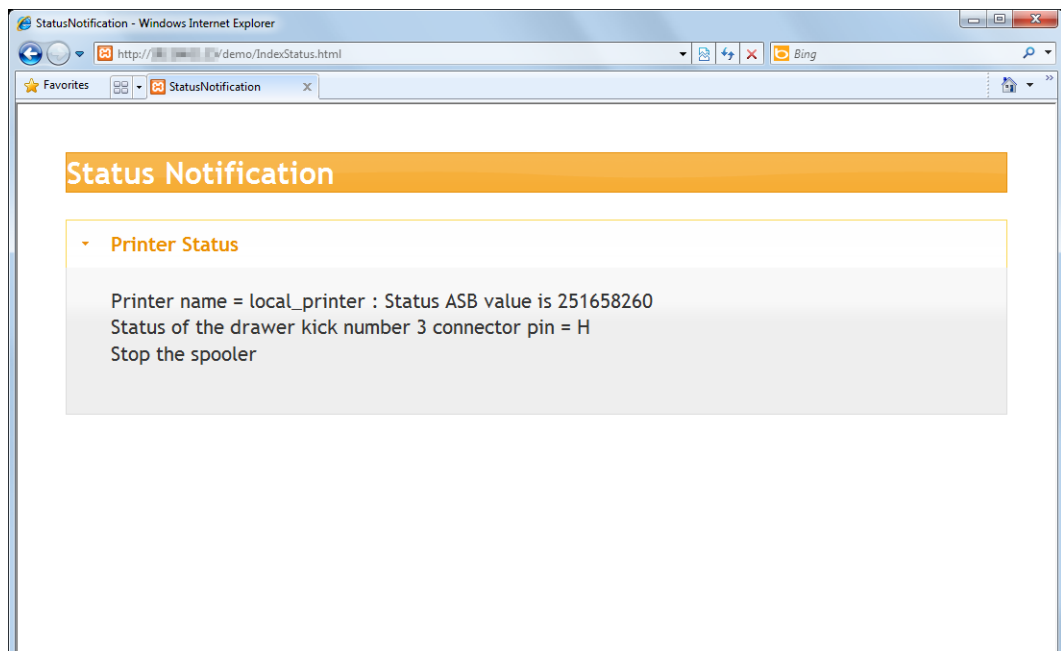 StatusNotification - Windows Internet Explorer
http:// /demo/IndexStatus.html
Bing
Favorites
StatusNotification
Status Notification
Printer Status
Printer name = local_printer : Status ASB value is 251658260
Status of the drawer kick number 3 connector pin = H
Stop the spooler